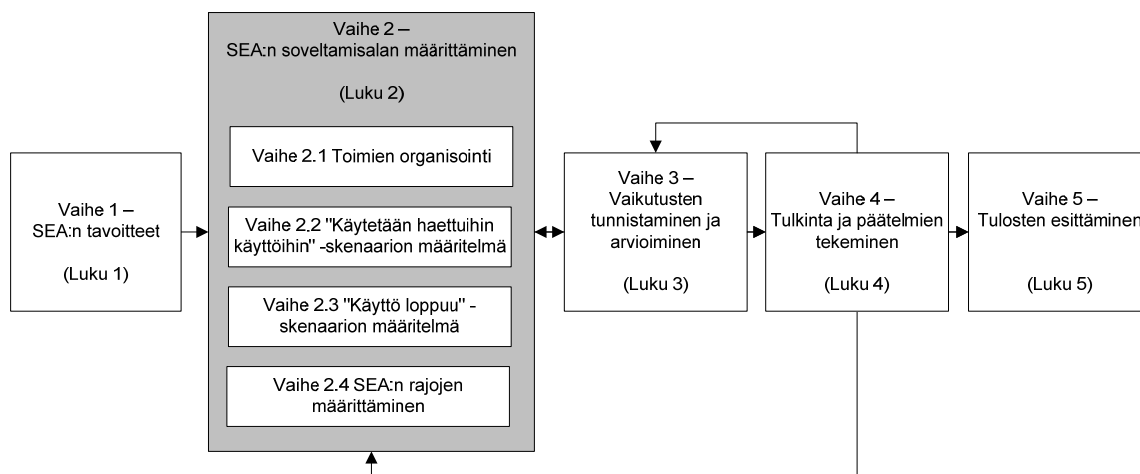 Vaihe 1 –
SEA:n tavoitteet
(Luku 1)
Vaihe 2 –
SEA:n soveltamisalan määrittäminen
(Luku 2)
Vaihe 2.1 Toimien organisointi
Vaihe 2.2 "Käytetään haettuihin
käyttöihin" -skenaarion määritelmä
Vaihe 2.3 "Käyttö loppuu" -
skenaarion määritelmä
Vaihe 2.4 SEA:n rajojen
määrittäminen
Vaihe 3 –
Vaikutusten
tunnistaminen ja
arvioiminen
(Luku 3)
Vaihe 4 –
Tulkinta ja päätelmien
tekeminen
(Luku 4)
Vaihe 5 –
Tulosten esittäminen
(Luku 5)